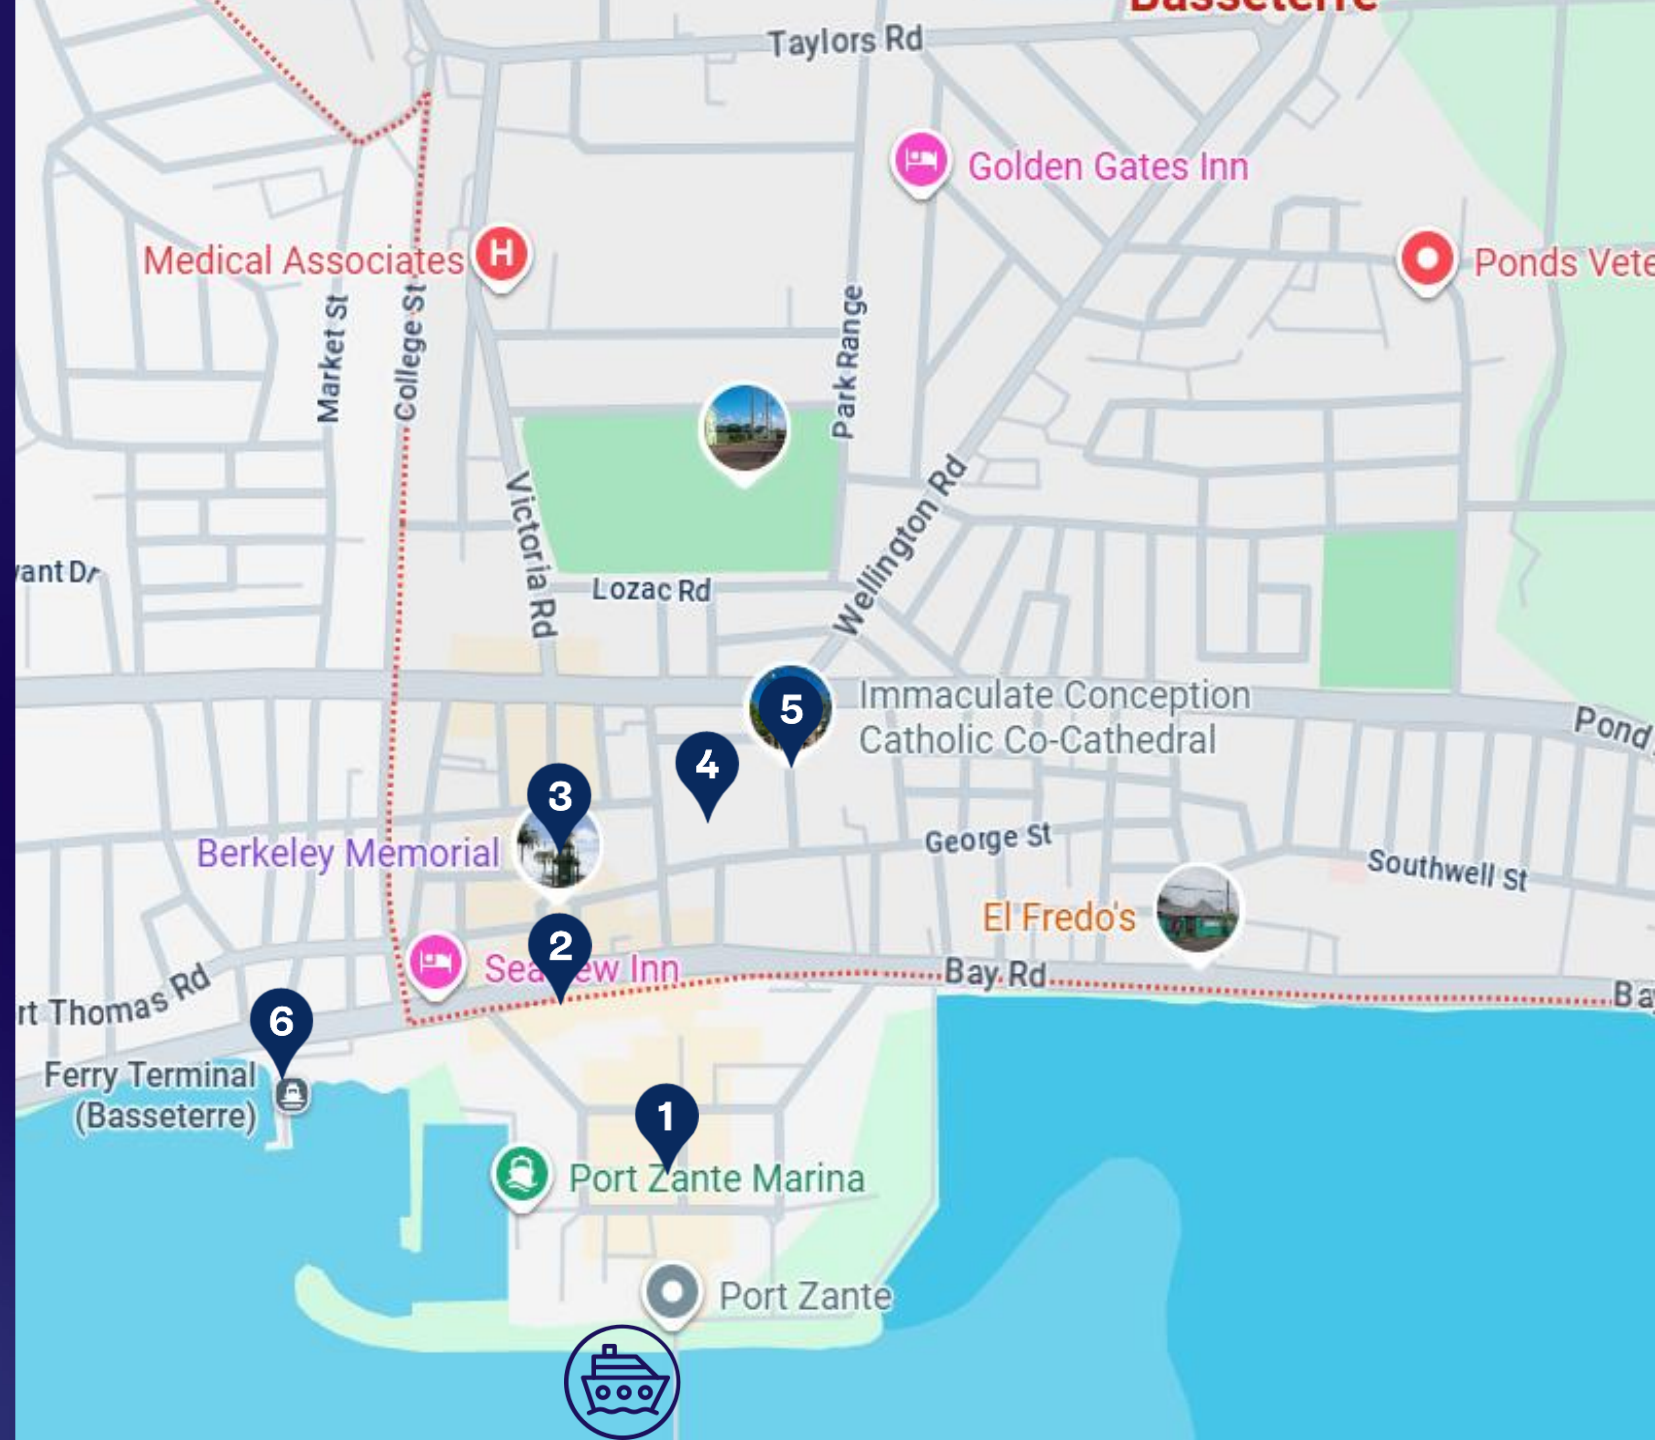 Basseterre
Taylors Rd
Golden Gates Inn
Medical Associates
H
Ponds Vete
Market St
College St
Park Range
Victoria Rd
Wellington Rd
vant Dr
Lozac Rd
5
Immaculate Conception
Catholic Co-Cathedral
Pond
4
3
Berkeley Memorial
George St
Southwell St
El Fredo's
2
Bay Rd
rt Thomas Rd
Ba
6
Ferry Terminal
(Basseterre)
1
Port Zante Marina
Port Zante